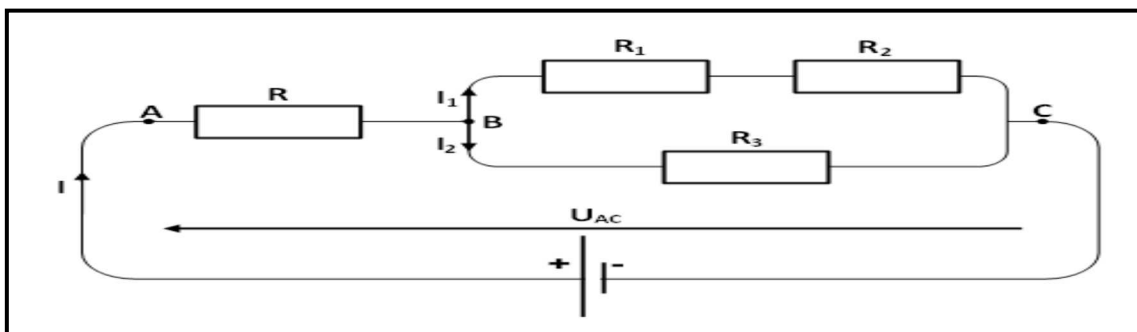 R₁ R₂
A R
I₁ B C
I₂ R₃
I
U_AC
+ -